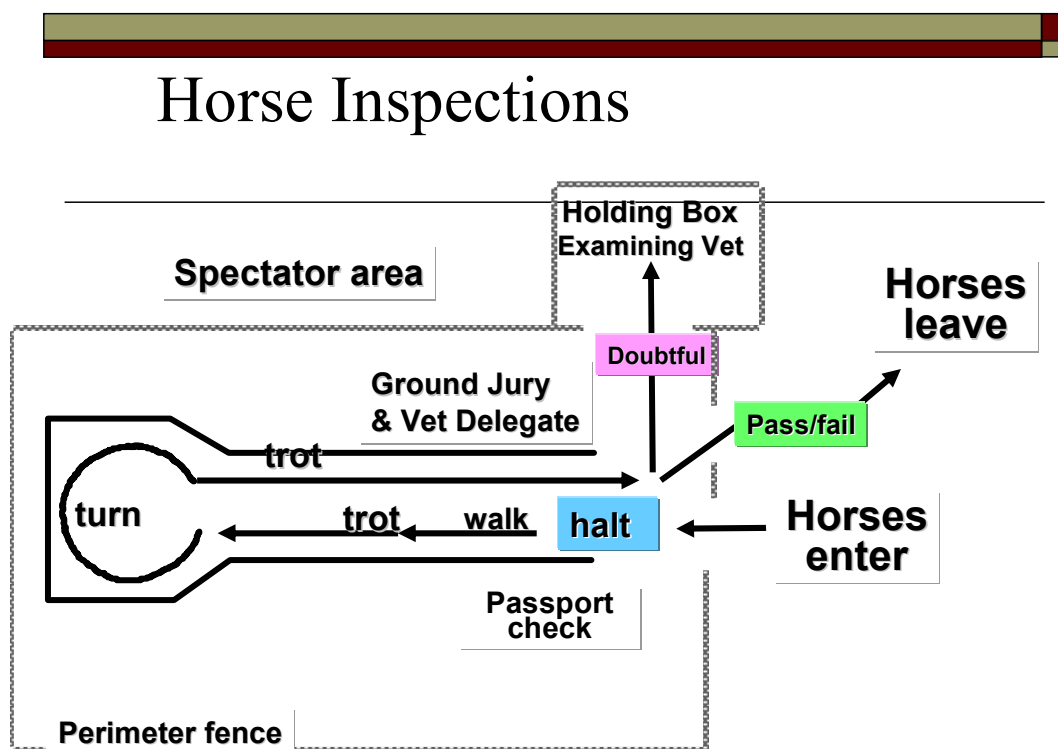 Horse Inspections
Holding Box
Examining Vet
Spectator area
Horses
leave
Doubtful
Ground Jury
& Vet Delegate
Pass/fail
trot
turn
trot
walk
halt
Horses
enter
Passport
check
Perimeter fence